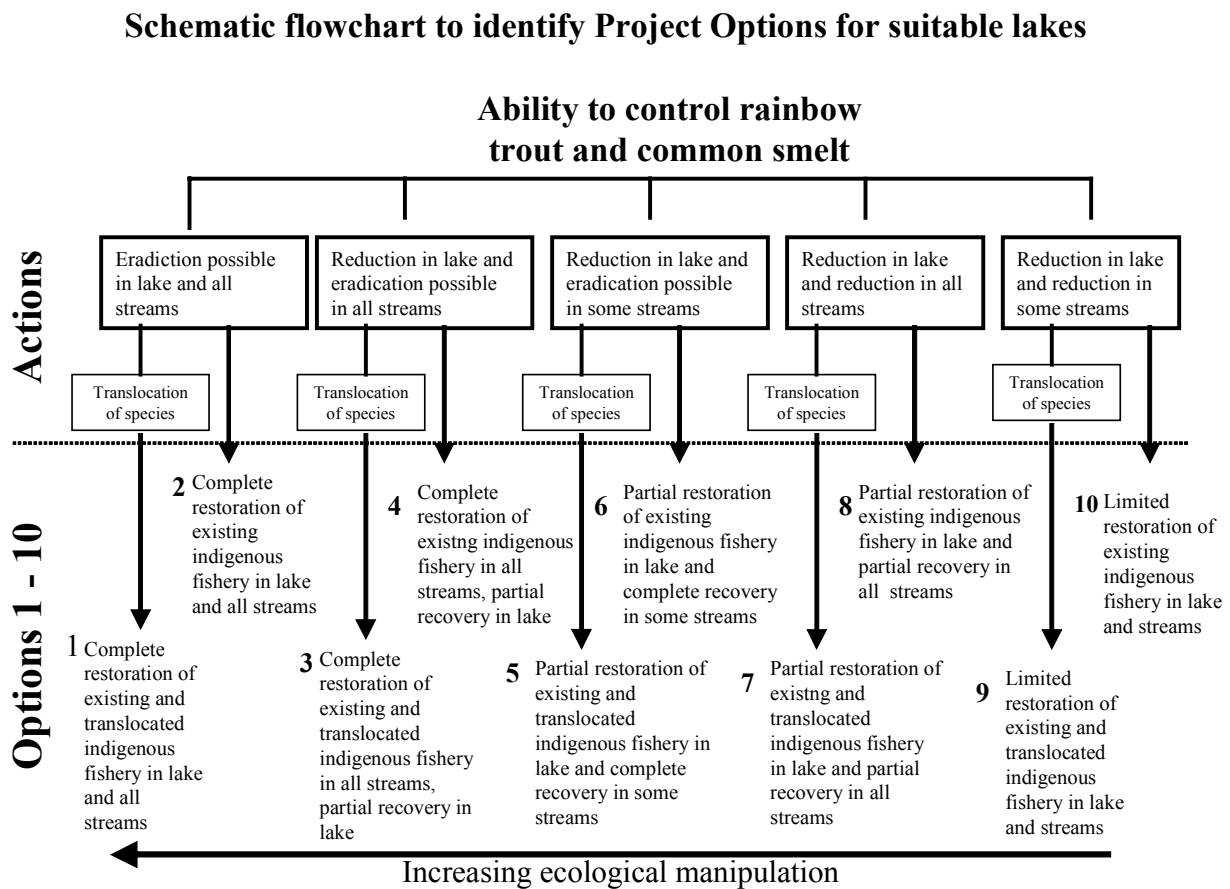 Schematic flowchart to identify Project Options for suitable lakes
Ability to control rainbow
trout and common smelt
Actions
Eradiction possible
in lake and all
streams
Reduction in lake and
eradication possible
in all streams
Reduction in lake and
eradication possible
in some streams
Reduction in lake
and reduction in all
streams
Reduction in lake
and reduction in
some streams
Translocation
of species
Translocation
of species
Translocation
of species
Translocation
of species
Translocation
of species
Options 1 - 10
2 Complete
restoration of
existing
indigenous
fishery in lake
and all streams
4 Complete
restoration of
existng indigenous
fishery in all
streams, partial
recovery in lake
6 Partial restoration
of existing
indigenous fishery
in lake and
complete recovery
in some streams
8 Partial restoration of
existing indigenous
fishery in lake and
partial recovery in
all streams
10 Limited
restoration of
existing
indigenous
fishery in lake
and streams
1 Complete
restoration of
existing and
translocated
indigenous
fishery in lake
and all
streams
3 Complete
restoration of
existing and
translocated
indigenous fishery
in all streams,
partial recovery in
lake
5 Partial restoration of
existing and
translocated
indigenous fishery in
lake and complete
recovery in some
streams
7 Partial restoration of
existng and
translocated
indigenous fishery
in lake and partial
recovery in all
streams
9 Limited
restoration of
existing and
translocated
indigenous
fishery in lake
and streams
Increasing ecological manipulation